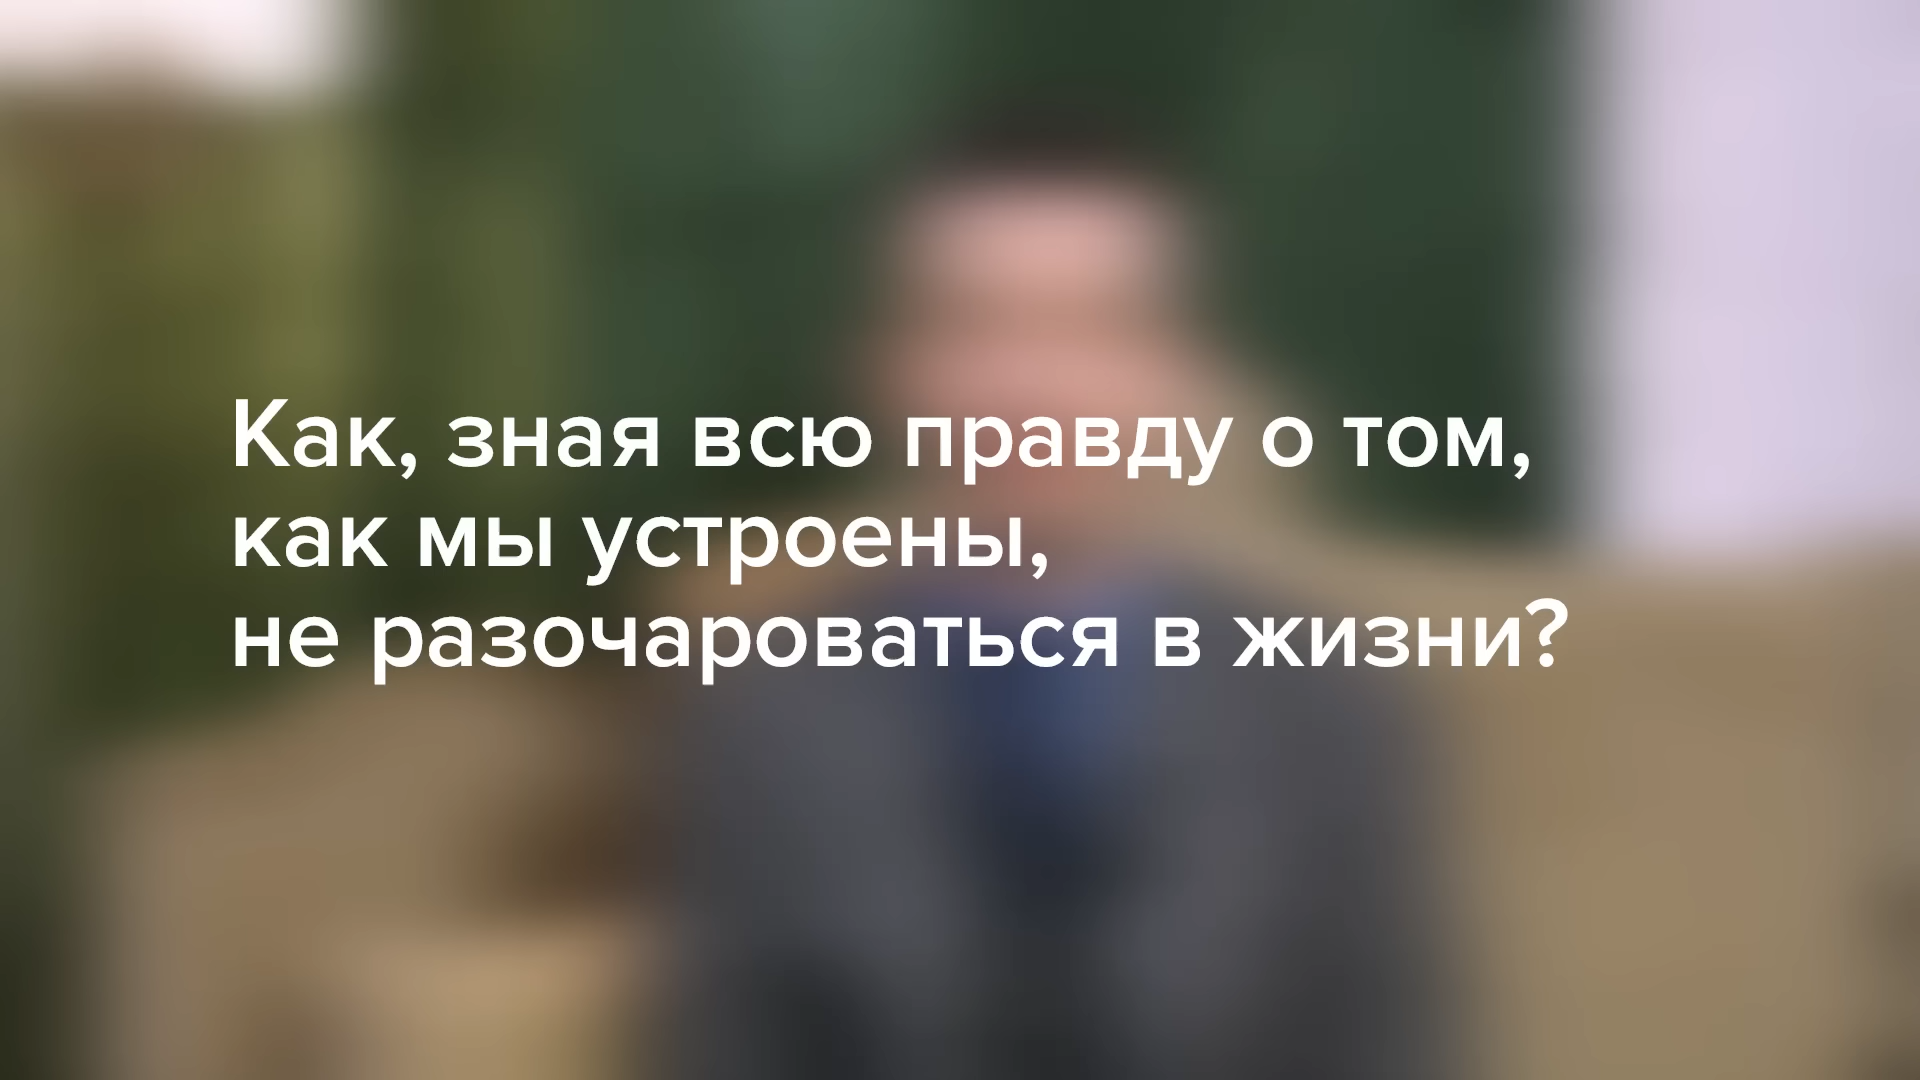 Как, зная всю правду о том,
как мы устроены,
не разочароваться в жизни?